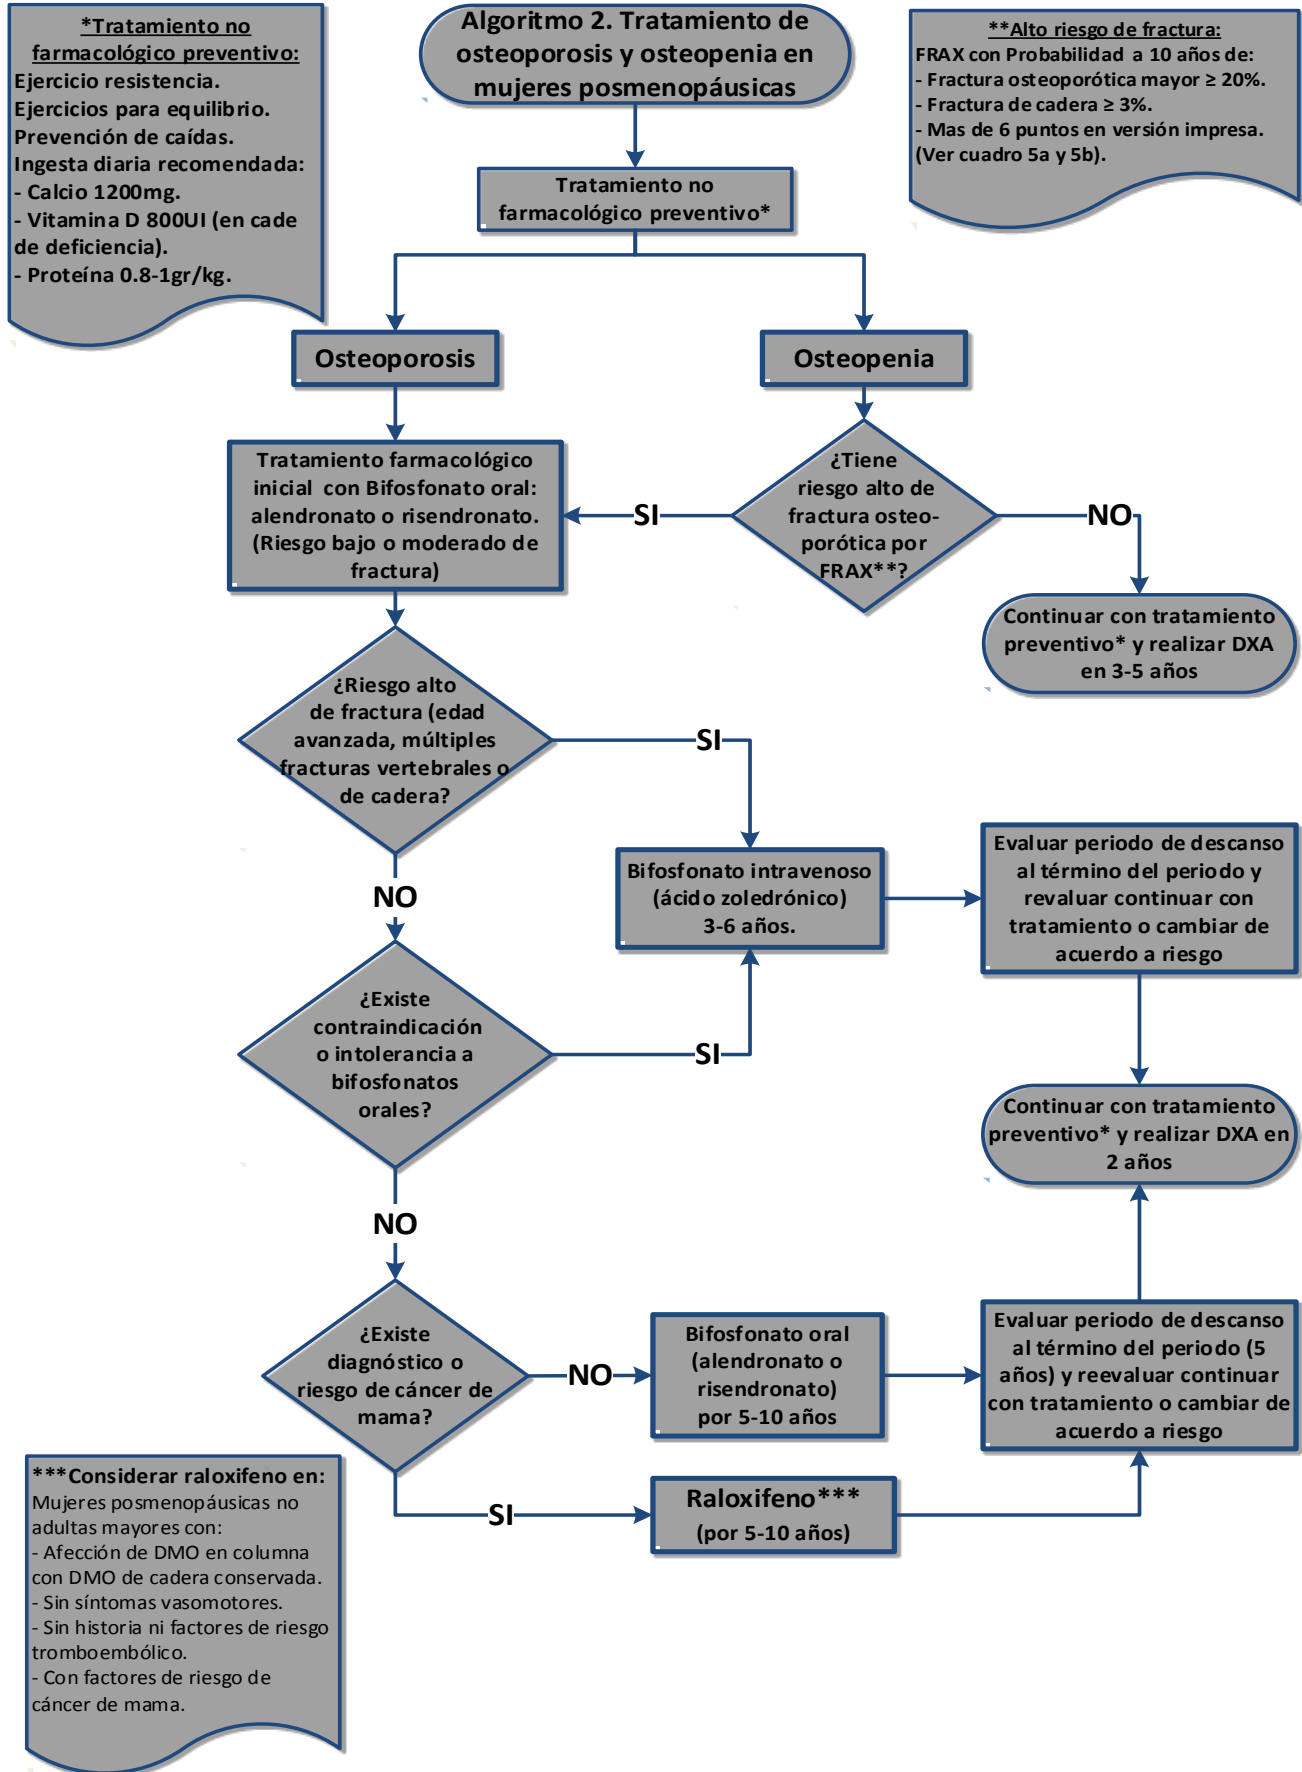 *Tratamiento no
farmacológico preventivo:
Ejercicio resistencia.
Ejercicios para equilibrio.
Prevención de caídas.
Ingesta diaria recomendada:
- Calcio 1200mg.
- Vitamina D 800UI (en cade
de deficiencia).
- Proteína 0.8-1gr/kg.
Algoritmo 2. Tratamiento de
osteoporosis y osteopenia en
mujeres posmenopáusicas
**Alto riesgo de fractura:
FRAX con Probabilidad a 10 años de:
- Fractura osteoporótica mayor ≥ 20%.
- Fractura de cadera ≥ 3%.
- Mas de 6 puntos en versión impresa.
(Ver cuadro 5a y 5b).
Tratamiento no
farmacológico preventivo*
Osteoporosis
Osteopenia
Tratamiento farmacológico
inicial con Bifosfonato oral:
alendronato o risendronato.
(Riesgo bajo o moderado de
fractura)
SI
¿Tiene
riesgo alto de
fractura osteo-
porótica por
FRAX**?
NO
Continuar con tratamiento
preventivo* y realizar DXA
en 3-5 años
¿Riesgo alto
de fractura (edad
avanzada, múltiples
fracturas vertebrales o
de cadera?
SI
NO
Bifosfonato intravenoso
(ácido zoledrónico)
3-6 años.
Evaluar periodo de descanso
al término del periodo y
revaluar continuar con
tratamiento o cambiar de
acuerdo a riesgo
¿Existe
contraindicación
o intolerancia a
bifosfonatos
orales?
SI
NO
Continuar con tratamiento
preventivo* y realizar DXA en
2 años
¿Existe
diagnóstico o
riesgo de cáncer de
mama?
NO
Bifosfonato oral
(alendronato o
risendronato)
por 5-10 años
Evaluar periodo de descanso
al término del periodo (5
años) y reevaluar continuar
con tratamiento o cambiar de
acuerdo a riesgo
SI
Raloxifeno***
(por 5-10 años)
***Considerar raloxifeno en:
Mujeres posmenopáusicas no
adultas mayores con:
- Afección de DMO en columna
con DMO de cadera conservada.
- Sin síntomas vasomotores.
- Sin historia ni factores de riesgo
tromboembólico.
- Con factores de riesgo de
cáncer de mama.